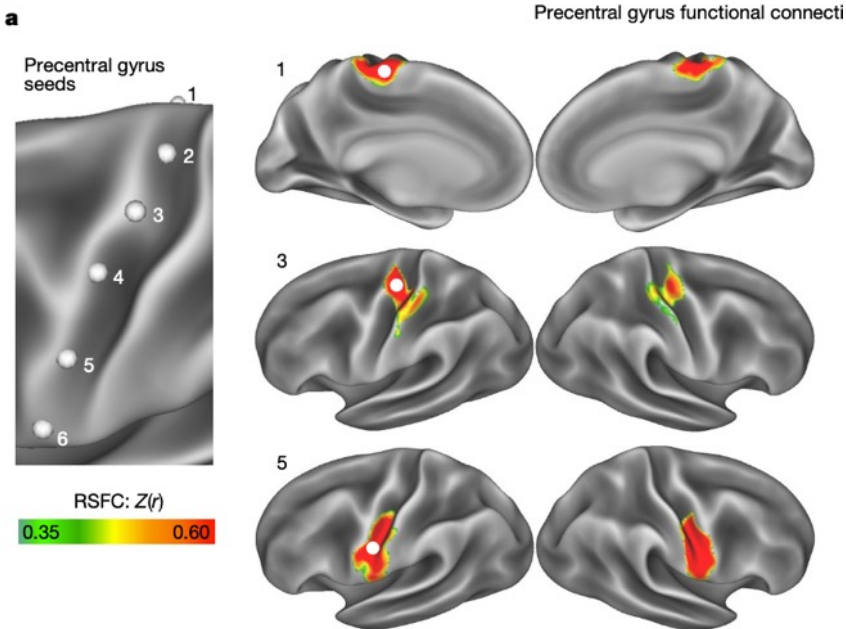 a
Precentral gyrus functional connecti
Precentral gyrus
seeds
1
2
3
4
5
6
RSFC: Z(r)
0.35 0.60
1
3
5